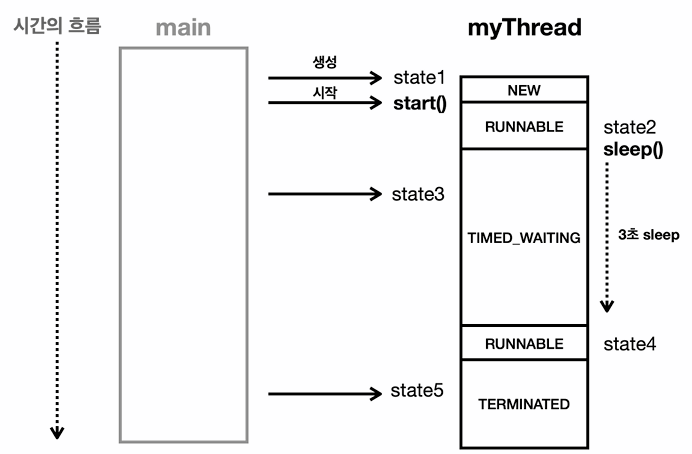 시간의 흐름
main
myThread
생성
state1
NEW
시작
start()
RUNNABLE
state2
sleep()
state3
TIMED_WAITING
3초 sleep
RUNNABLE
state4
state5
TERMINATED